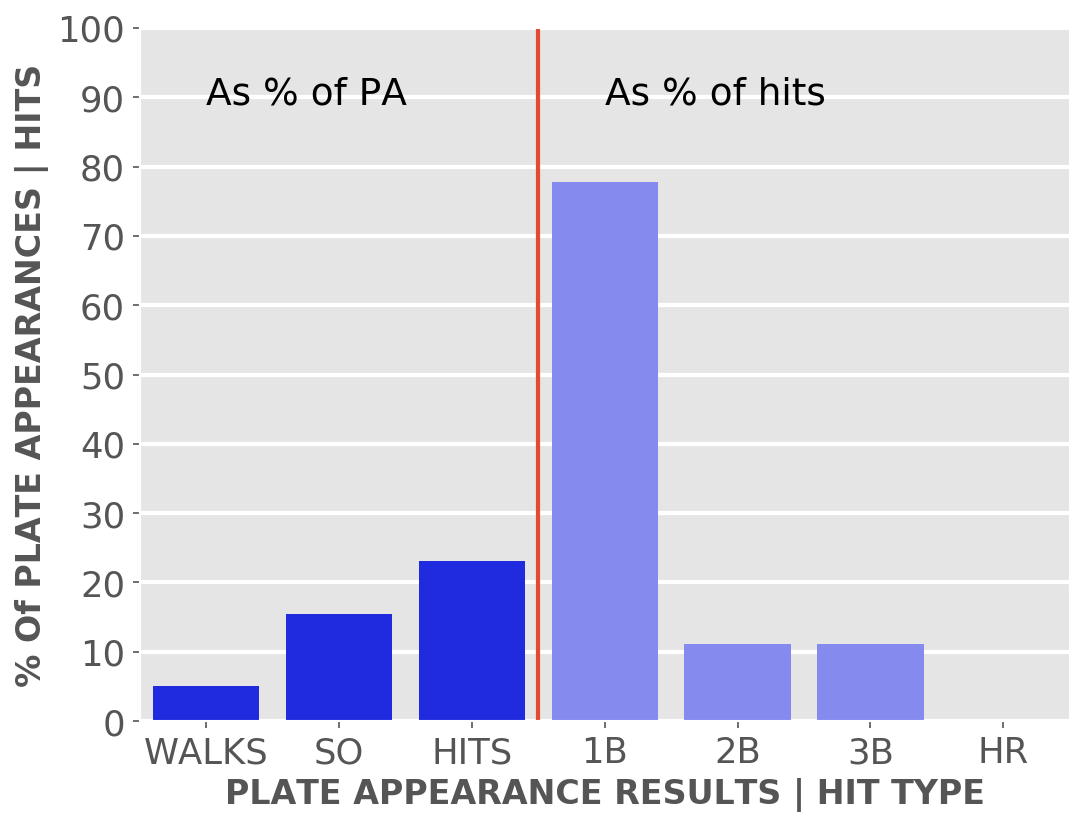 % Of PLATE APPEARANCES | HITS
100
90
80
70
60
50
40
30
20
10
0
As % of PA
As % of hits
WALKS SO HITS 1B 2B 3B HR
PLATE APPEARANCE RESULTS | HIT TYPE